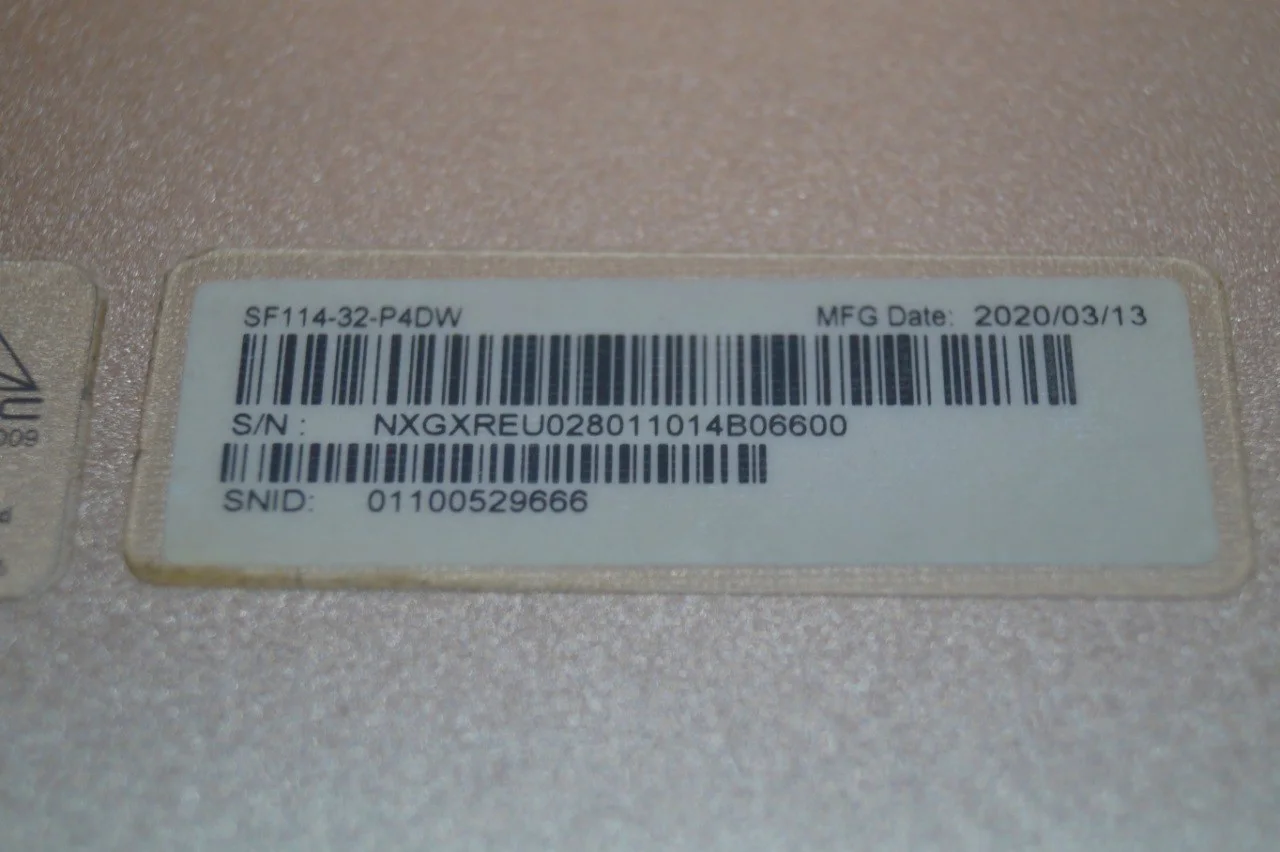 SF114-32-P4DW MFG Date: 2020/03/13
S/N : NXGXREU028011014B06600
SNID: 01100529666